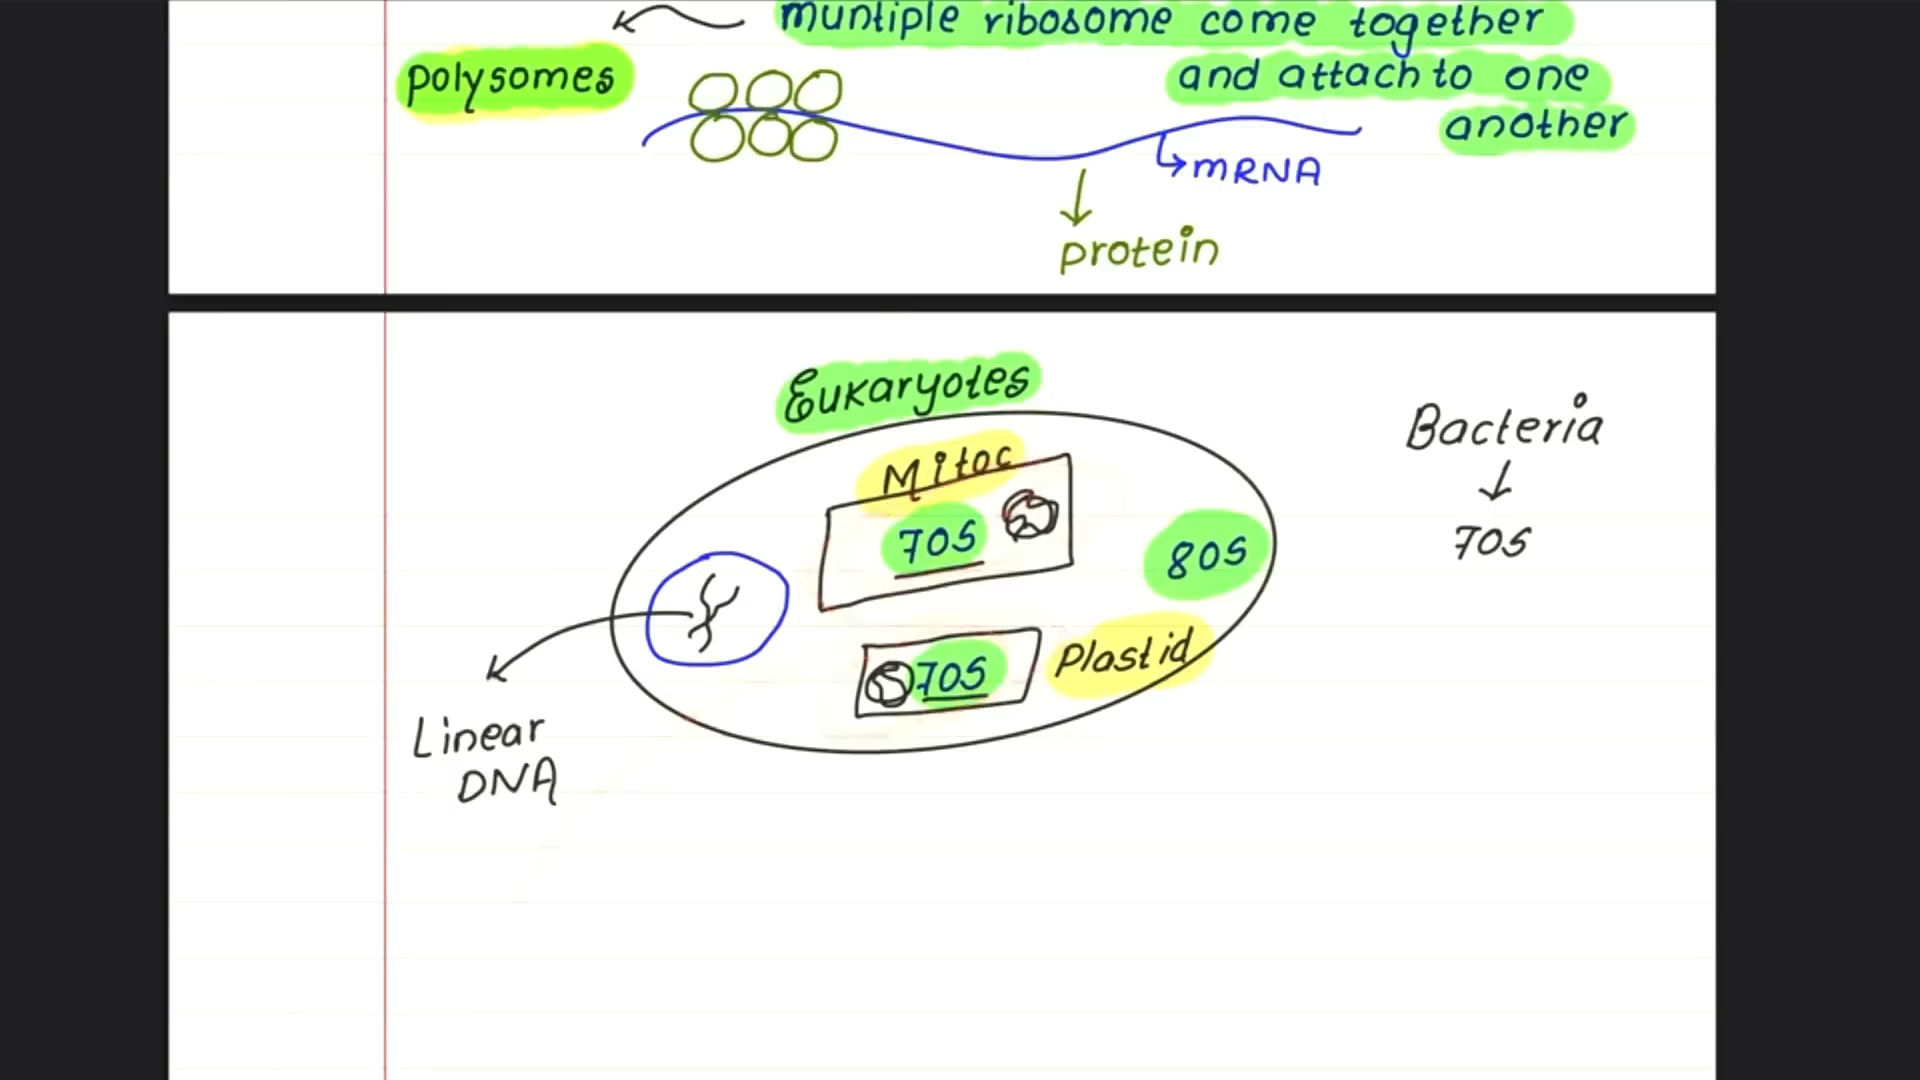 muntiple ribosome come together
polysomes
and attach to one
another
mRNA
protein
Eukaryotes
Bacteria
Mitoc
70S
80S
70S
Plastid
70S
Linear
DNA